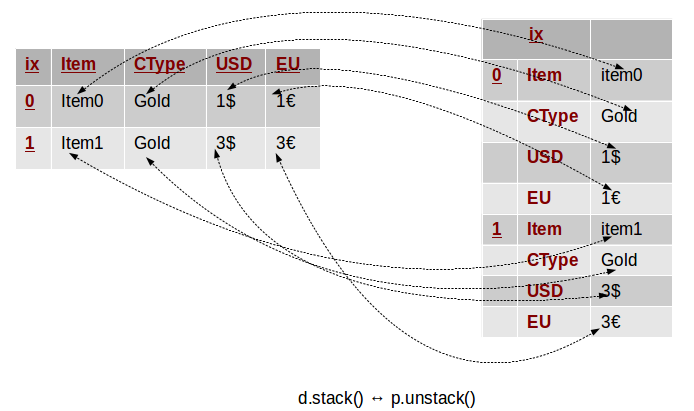 ix Item CType USD EU
0 Item0 Gold 1$ 1€
1 Item1 Gold 3$ 3€
ix
0 Item item0
CType Gold
USD 1$
EU 1€
1 Item item1
CType Gold
USD 3$
EU 3€
d.stack() ↔ p.unstack()